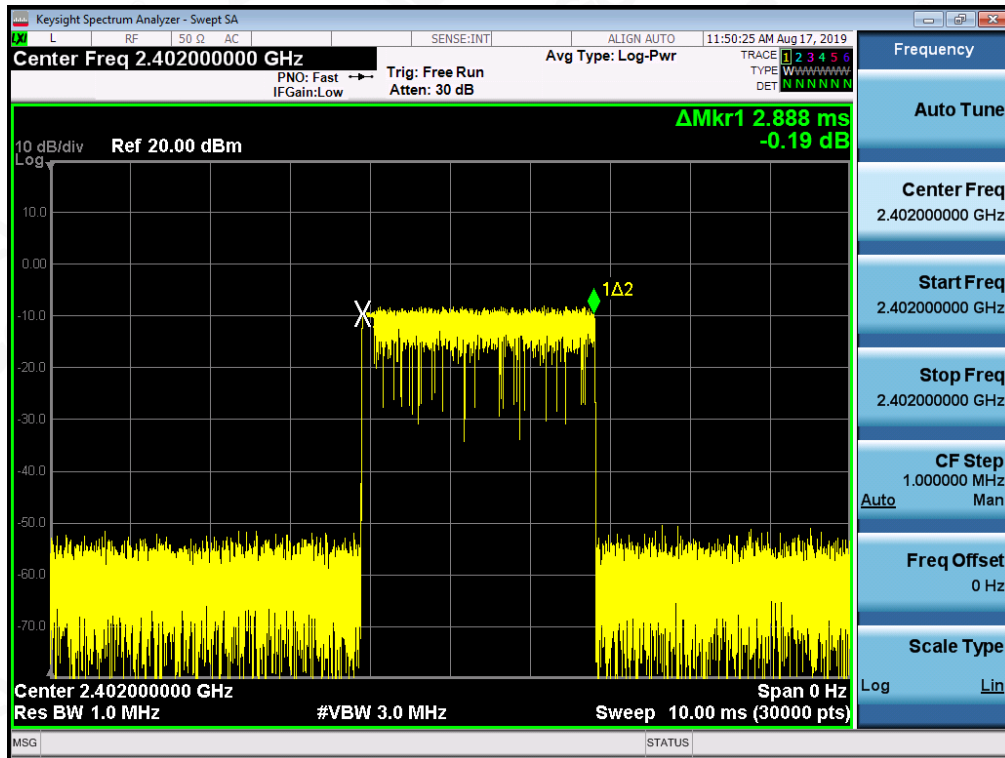 Keysight Spectrum Analyzer - Swept SA
LXI L RF 50 Ω AC SENSE:INT ALIGN AUTO 11:50:25 AM Aug 17, 2019
Center Freq 2.402000000 GHz
PNO: Fast
IFGain:Low
Trig: Free Run
Atten: 30 dB
Avg Type: Log-Pwr
TRACE 1 2 3 4 5 6
TYPE WWWWWW
DET N N N N N N
ΔMkr1 2.888 ms
-0.19 dB
10 dB/div Ref 20.00 dBm
Log
10.0
0.00
-10.0
-20.0
-30.0
-40.0
-50.0
-60.0
-70.0
1Δ2
Center 2.402000000 GHz Span 0 Hz
Res BW 1.0 MHz #VBW 3.0 MHz Sweep 10.00 ms (30000 pts)
MSG STATUS
Frequency
Auto Tune
Center Freq
2.402000000 GHz
Start Freq
2.402000000 GHz
Stop Freq
2.402000000 GHz
CF Step
1.000000 MHz
Auto Man
Freq Offset
0 Hz
Scale Type
Log Lin